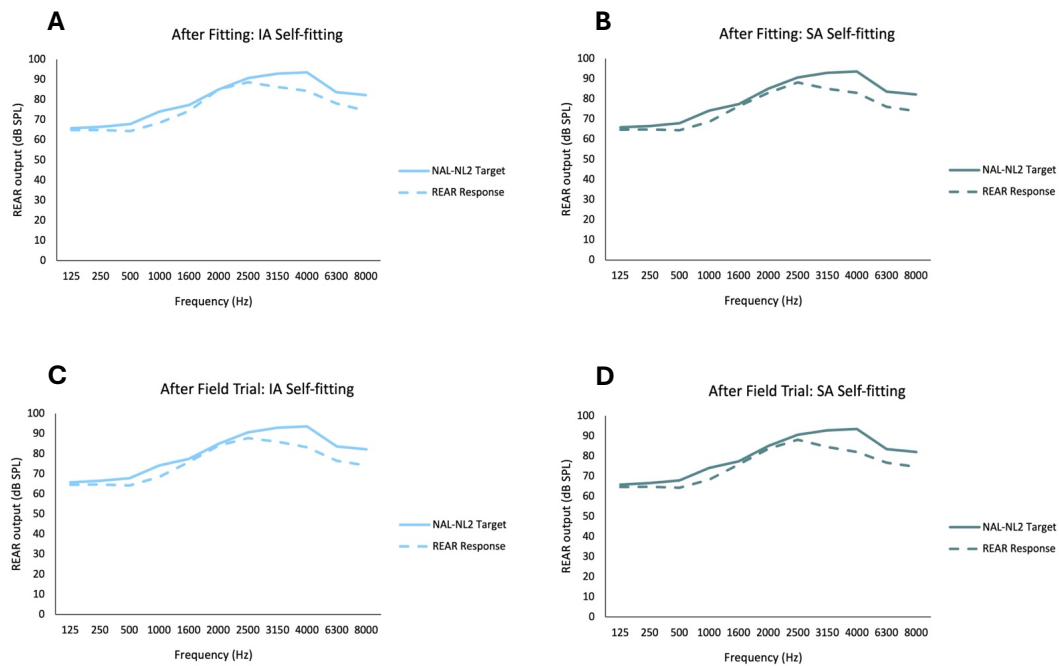 A
After Fitting: IA Self-fitting
100
90
80
70
60
50
40
30
20
10
0
REAR output (dB SPL)
125 250 500 1000 1600 2000 2500 3150 4000 6300 8000
Frequency (Hz)
NAL-NL2 Target
REAR Response
B
After Fitting: SA Self-fitting
100
90
80
70
60
50
40
30
20
10
0
REAR output (dB SPL)
125 250 500 1000 1600 2000 2500 3150 4000 6300 8000
Frequency (Hz)
NAL-NL2 Target
REAR Response
C
After Field Trial: IA Self-fitting
100
90
80
70
60
50
40
30
20
10
0
REAR output (dB SPL)
125 250 500 1000 1600 2000 2500 3150 4000 6300 8000
Frequency (Hz)
NAL-NL2 Target
REAR Response
D
After Field Trial: SA Self-fitting
100
90
80
70
60
50
40
30
20
10
0
REAR output (dB SPL)
125 250 500 1000 1600 2000 2500 3150 4000 6300 8000
Frequency (Hz)
NAL-NL2 Target
REAR Response